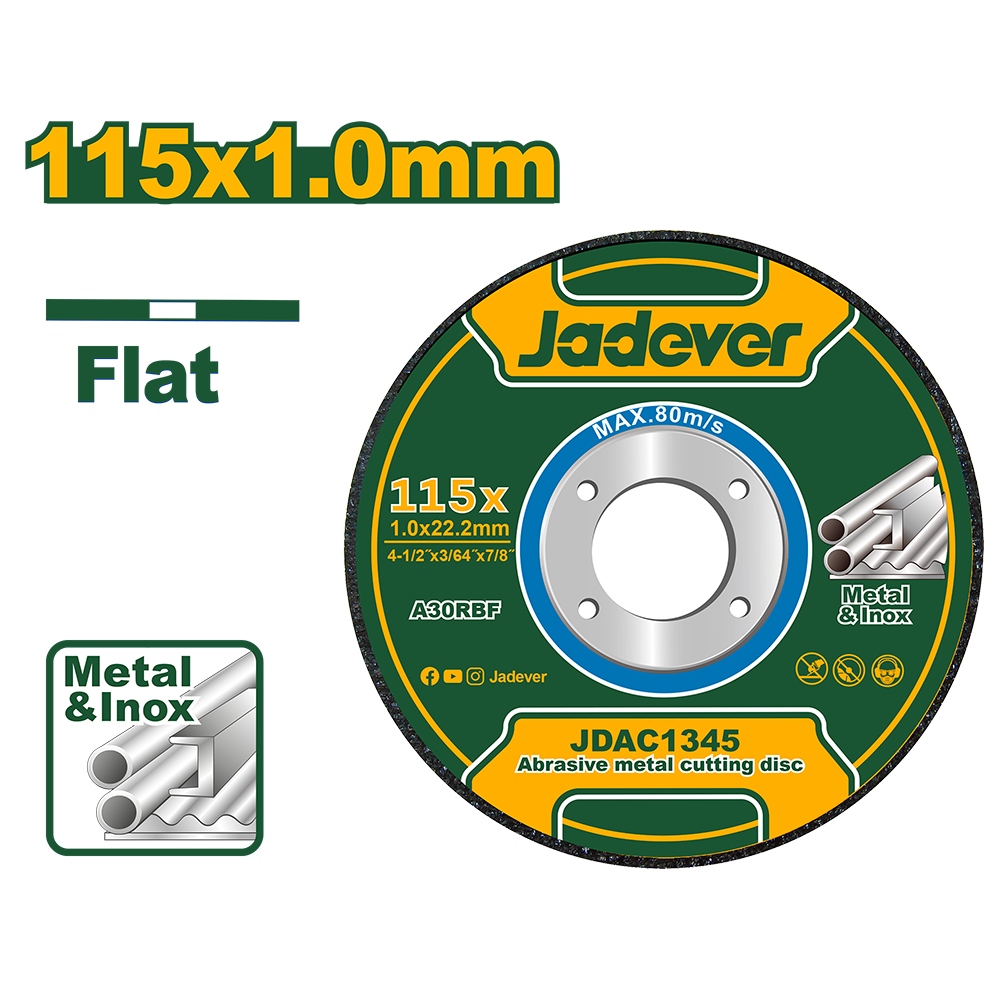 115x1.0mm
Flat
Metal
&Inox
Jadever
MAX.80m/s
115x
1.0x22.2mm
4-1/2″x3/64″x7/8″
A30RBF
Jadever
Metal
& Inox
JDAC1345
Abrasive metal cutting disc